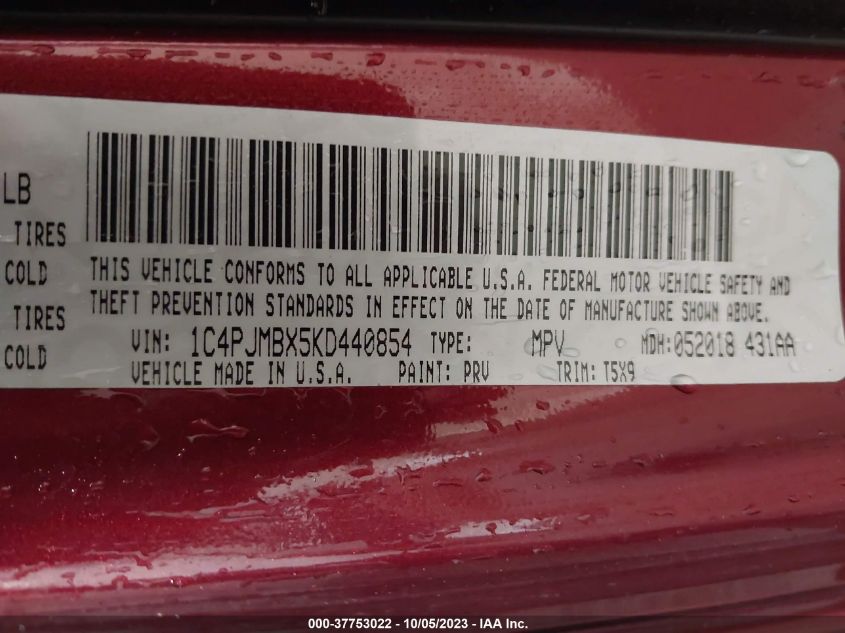 LB
TIRES
COLD
TIRES
COLD
THIS VEHICLE CONFORMS TO ALL APPLICABLE U.S.A. FEDERAL MOTOR VEHICLE SAFETY AND
THEFT PREVENTION STANDARDS IN EFFECT ON THE DATE OF MANUFACTURE SHOWN ABOVE.
VIN: 1C4PJMBX5KD440854 TYPE: MPV MDH:052018 431AA
VEHICLE MADE IN U.S.A. PAINT: PRV TRIM: T5X9
000-37753022 - 10/05/2023 - IAA Inc.